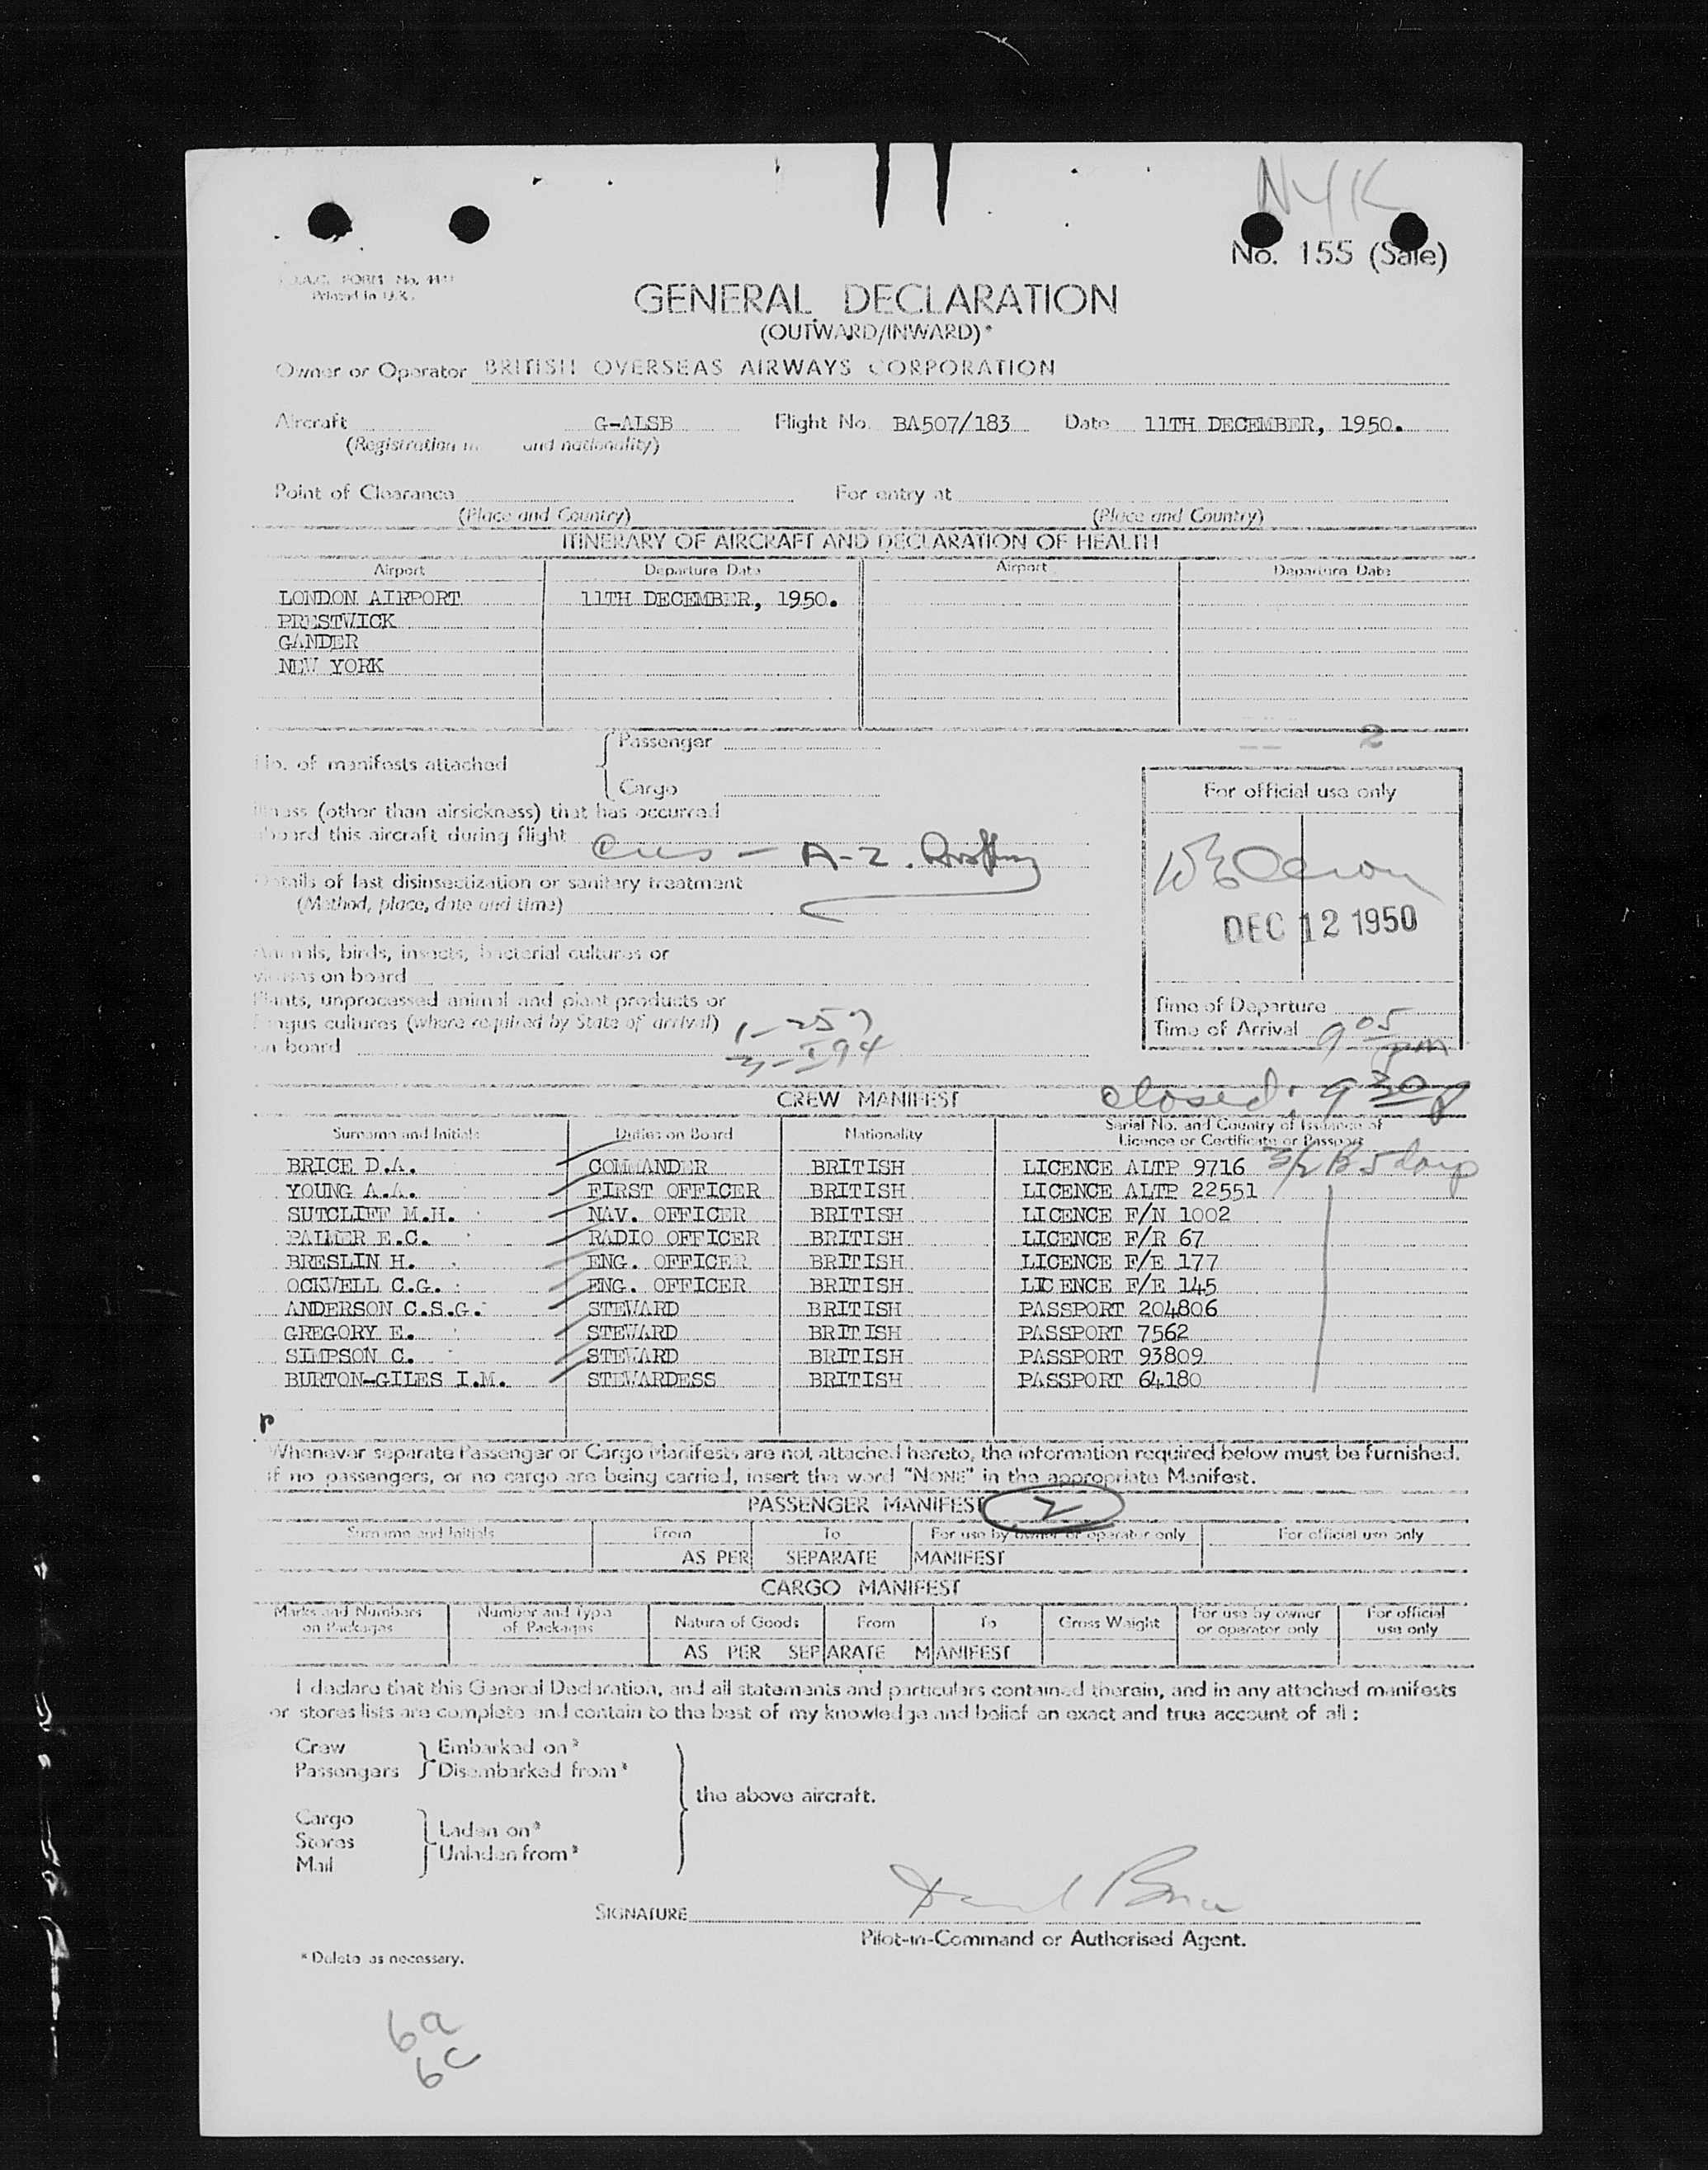 NYK
No. 155 (Sale)
Printed in U.K.
GENERAL DECLARATION
(OUTWARD/INWARD)*
Owner or Operator BRITISH OVERSEAS AIRWAYS CORPORATION
Aircraft G-ALSB Flight No. BA507/183 Date 11TH DECEMBER, 1950.
(Registration and nationality)
Point of Clearance For entry at
(Place and Country) (Place and Country)
ITINERARY OF AIRCRAFT AND DECLARATION OF HEALTH
Airport Departure Date Airport Departure Date
LONDON AIRPORT 11TH DECEMBER, 1950.
PRESTWICK
GANDER
NEW YORK
2
Passenger
No. of manifests attached
Cargo
For official use only
Illness (other than airsickness) that has occurred
aboard this aircraft during flight
Details of last disinsectization or sanitary treatment
(Method, place, date and time)
DEC 12 1950
Animals, birds, insects, bacterial cultures or
viruses on board
Plants, unprocessed animal and plant products or
fungus cultures (where required by State of arrival)
on board
Time of Departure
Time of Arrival 9 05 pm
closed: 9 30 p
CREW MANIFEST
Surname and Initials Duties on Board Nationality Serial No. and Country of Issuance of
Licence or Certificate or Passport
BRICE D.A. COMMANDER BRITISH LICENCE ALTP 9716
YOUNG A.A. FIRST OFFICER BRITISH LICENCE ALTP 22551
SUTCLIFF M.H. NAV. OFFICER BRITISH LICENCE F/N 1002
PALMER E.C. RADIO OFFICER BRITISH LICENCE F/R 67
BRESLIN H. ENG. OFFICER BRITISH LICENCE F/E 177
OCKWELL C.G. ENG. OFFICER BRITISH LICENCE F/E 145
ANDERSON C.S.G. STEWARD BRITISH PASSPORT 204806
GREGORY E. STEWARD BRITISH PASSPORT 7562
SIMPSON C. STEWARD BRITISH PASSPORT 93809
BURTON-GILES I.M. STEWARDESS BRITISH PASSPORT 64180
Whenever separate Passenger or Cargo Manifests are not attached hereto, the information required below must be furnished.
If no passengers, or no cargo are being carried, insert the word "NONE" in the appropriate Manifest.
PASSENGER MANIFEST 2
Surname and Initials From To For use by owner or operator only For official use only
AS PER SEPARATE MANIFEST
CARGO MANIFEST
Marks and Numbers on Packages Number and Type of Packages Nature of Goods From To Gross Weight For use by owner or operator only For official use only
AS PER SEPARATE MANIFEST
I declare that this General Declaration, and all statements and particulars contained therein, and in any attached manifests
or stores lists are complete and contain to the best of my knowledge and belief an exact and true account of all :
Crew Embarked on*
Passengers Disembarked from*
the above aircraft.
Cargo
Stores Laden on*
Mail Unladen from*
SIGNATURE
Pilot-in-Command or Authorised Agent.
* Delete as necessary.
6a
6c